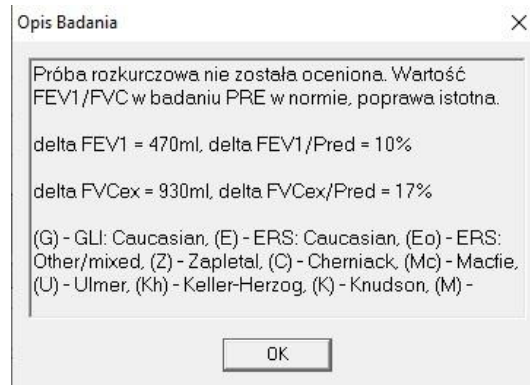 Opis Badania
Próba rozkurczowa nie została oceniona. Wartość
FEV1/FVC w badaniu PRE w normie, poprawa istotna.
delta FEV1 = 470ml, delta FEV1/Pred = 10%
delta FVCex = 930ml, delta FVCex/Pred = 17%
(G) - GLI: Caucasian, (E) - ERS: Caucasian, (Eo) - ERS:
Other/mixed, (Z) - Zapletal, (C) - Cherniack, (Mc) - Macfie,
(U) - Ulmer, (Kh) - Keller-Herzog, (K) - Knudson, (M) -
OK